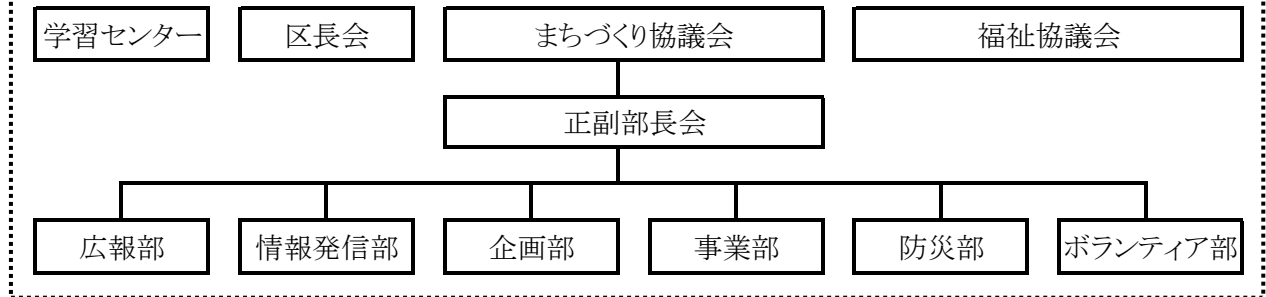 学習センター
区長会
まちづくり協議会
福祉協議会
正副部長会
広報部
情報発信部
企画部
事業部
防災部
ボランティア部